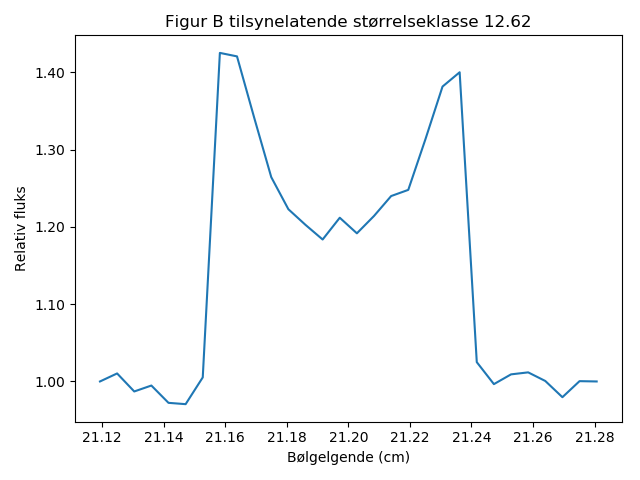 Figur B tilsynelatende størrelseklasse 12.62
1.40
1.30
1.20
1.10
1.00
Relativ fluks
21.12 21.14 21.16 21.18 21.20 21.22 21.24 21.26 21.28
Bølgelgende (cm)